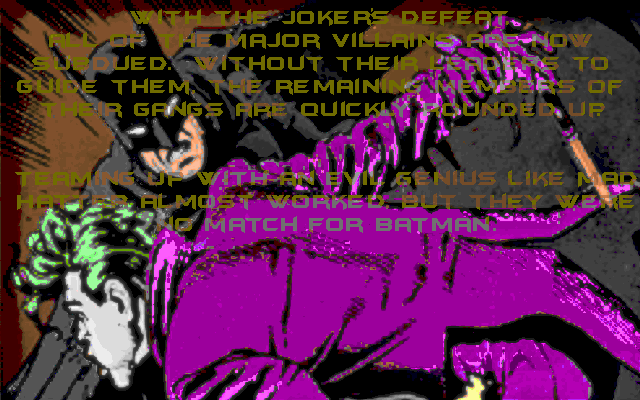 WITH THE JOKER'S DEFEAT
ALL OF THE MAJOR VILLAINS ARE NOW
SUBDUED. WITHOUT THEIR LEADERS TO
GUIDE THEM, THE REMAINING MEMBERS OF
THEIR GANGS ARE QUICKLY ROUNDED UP.
TEAMING UP WITH AN EVIL GENIUS LIKE MAD
HATTER ALMOST WORKED, BUT THEY WERE
NO MATCH FOR BATMAN.